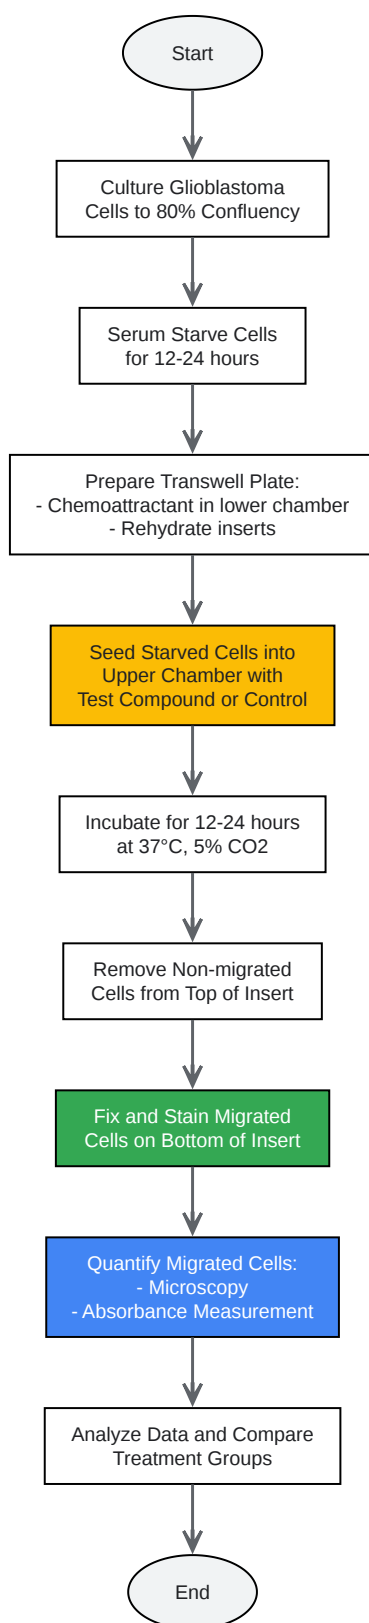 Start
Culture Glioblastoma
Cells to 80% Confluency
Serum Starve Cells
for 12-24 hours
Prepare Transwell Plate:
- Chemoattractant in lower chamber
- Rehydrate inserts
Seed Starved Cells into
Upper Chamber with
Test Compound or Control
Incubate for 12-24 hours
at 37°C, 5% CO2
Remove Non-migrated
Cells from Top of Insert
Fix and Stain Migrated
Cells on Bottom of Insert
Quantify Migrated Cells:
- Microscopy
- Absorbance Measurement
Analyze Data and Compare
Treatment Groups
End